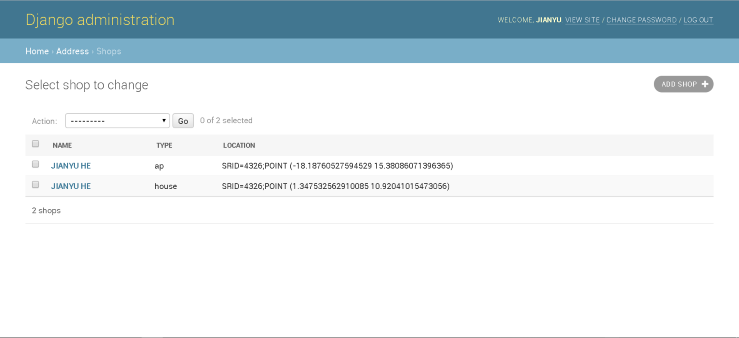 Django administration
WELCOME, JIANYU. VIEW SITE / CHANGE PASSWORD / LOG OUT
Home › Address › Shops
Select shop to change
ADD SHOP +
Action: --------- Go 0 of 2 selected
NAME TYPE LOCATION
JIANYU HE ap SRID=4326;POINT (-18.18760527594529 15.38086071396365)
JIANYU HE house SRID=4326;POINT (1.347532562910085 10.92041015473056)
2 shops